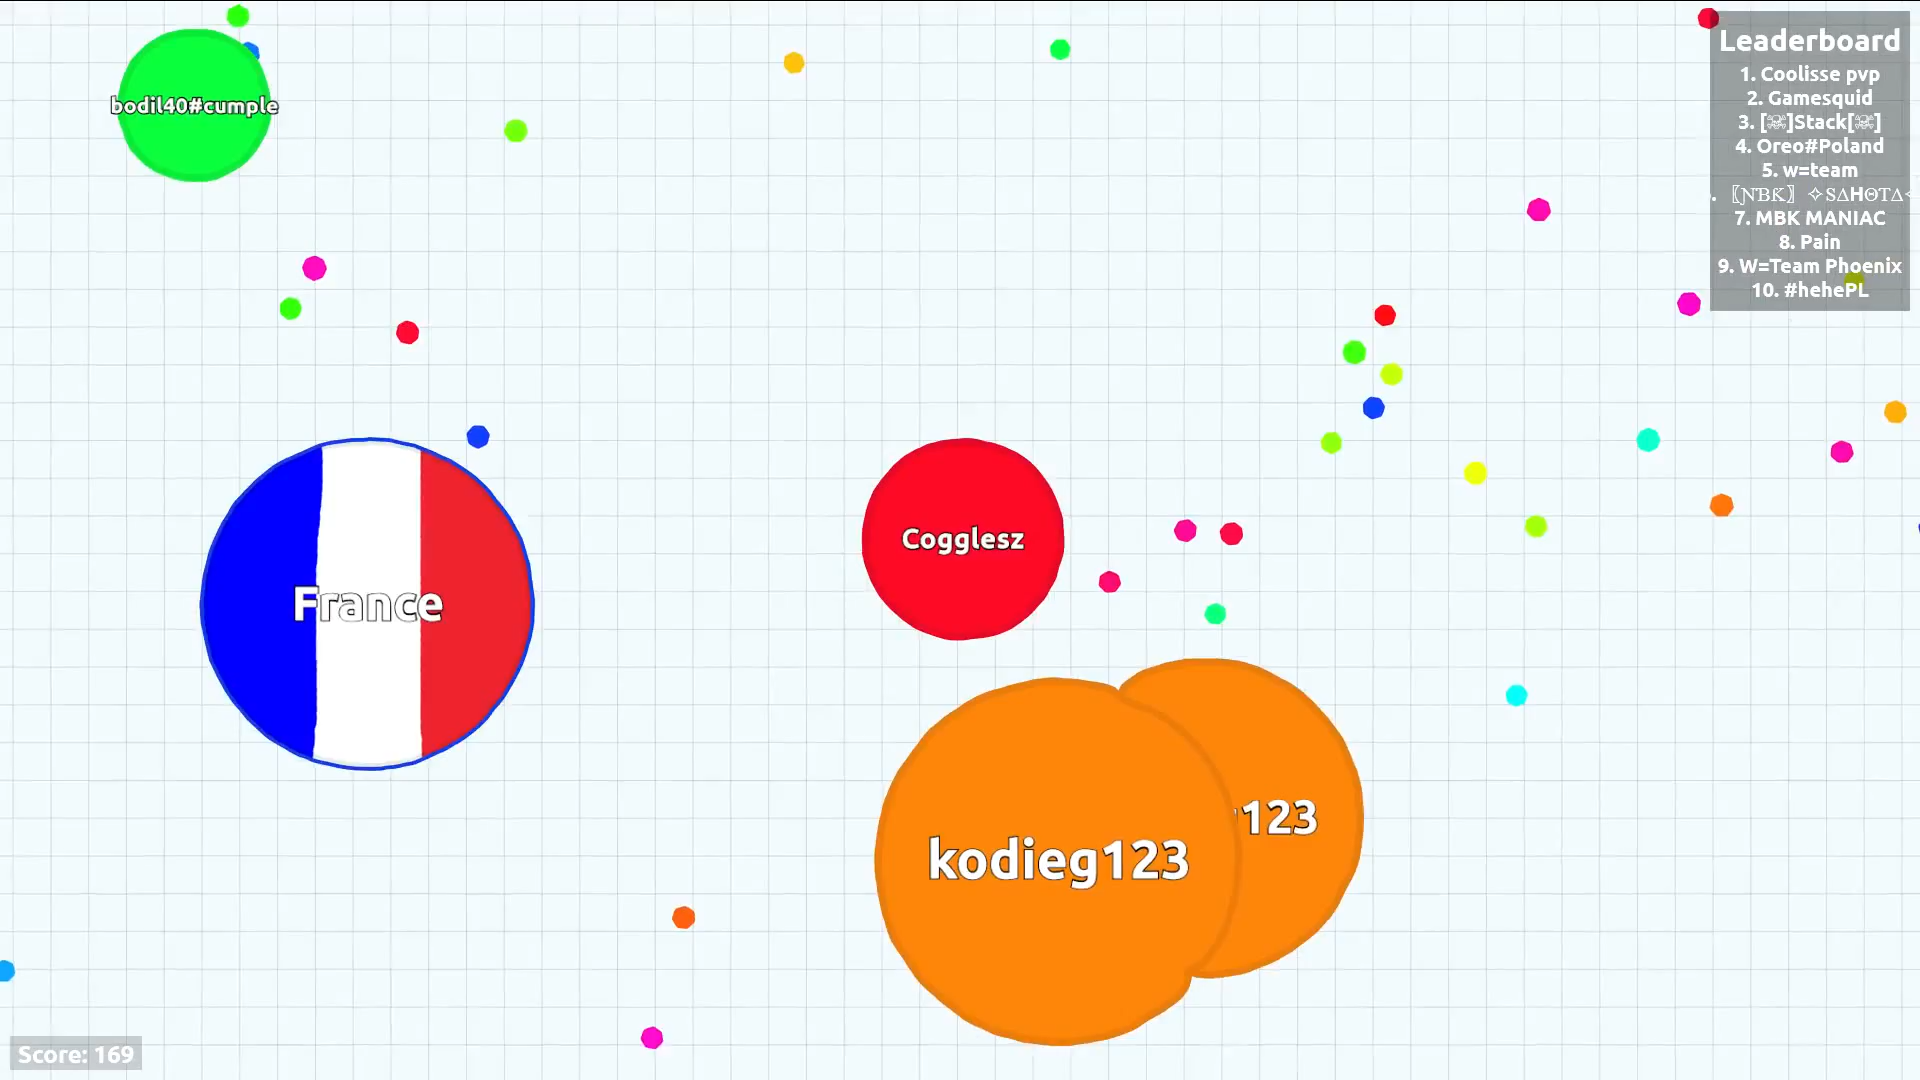 bodil40#cumple
Leaderboard
1. Coolisse pvp
2. Gamesquid
3. [☠]Stack[☠]
4. Oreo#Poland
5. w=team
7. MBK MANIAC
8. Pain
9. W=Team Phoenix
10. #hehePL
Cogglesz
France
123
kodieg123
Score: 169